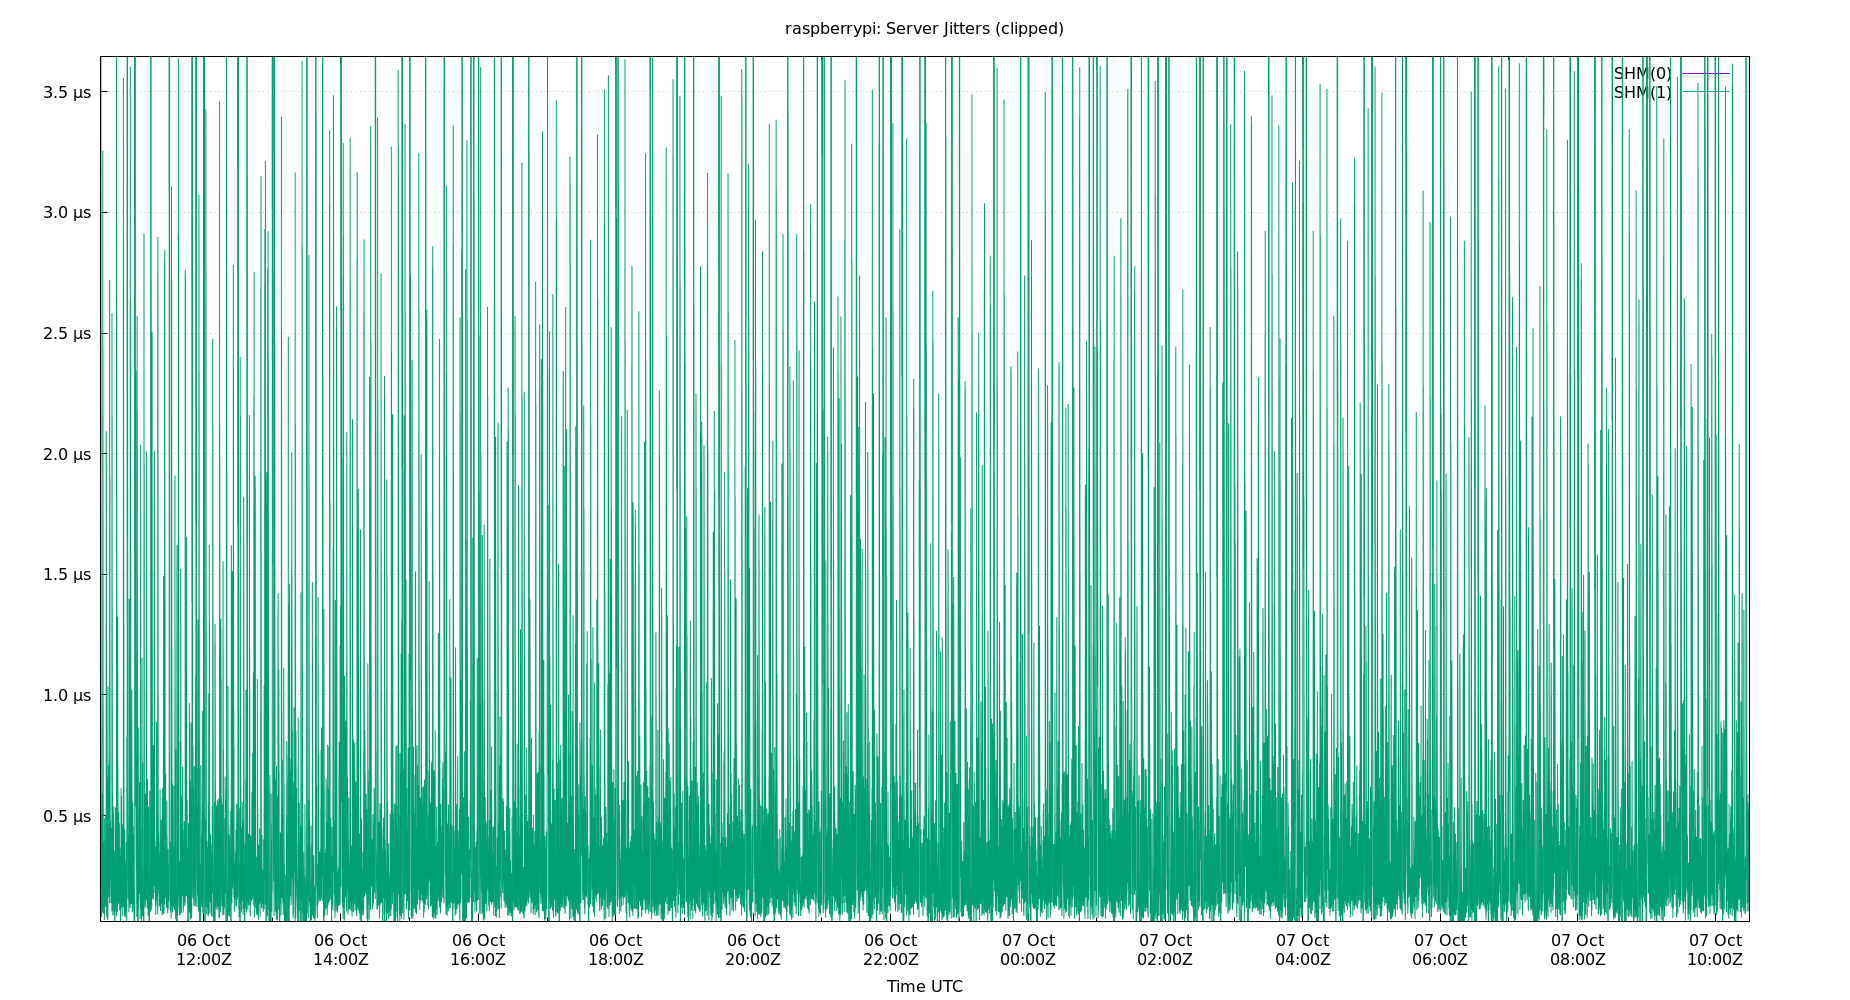 raspberrypi: Server Jitters (clipped)
SHM(0)
SHM(1)
3.5 μs
3.0 μs
2.5 μs
2.0 μs
1.5 μs
1.0 μs
0.5 μs
06 Oct 06 Oct 06 Oct 06 Oct 06 Oct 06 Oct 07 Oct 07 Oct 07 Oct 07 Oct 07 Oct 07 Oct
12:00Z 14:00Z 16:00Z 18:00Z 20:00Z 22:00Z 00:00Z 02:00Z 04:00Z 06:00Z 08:00Z 10:00Z
Time UTC